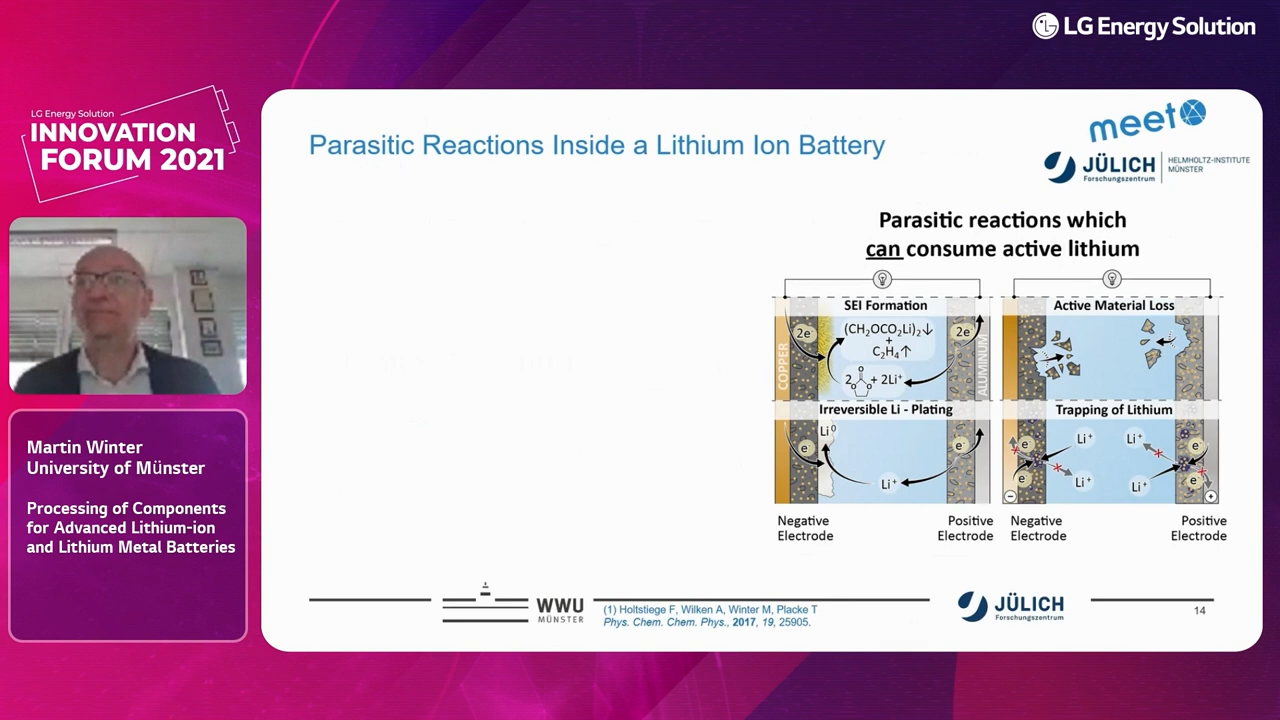 LG Energy Solution
LG Energy Solution
INNOVATION
FORUM 2021
Martin Winter
University of Münster
Processing of Components
for Advanced Lithium-ion
and Lithium Metal Batteries
Parasitic Reactions Inside a Lithium Ion Battery
meet
JÜLICH
Forschungszentrum
HELMHOLTZ-INSTITUTE
MÜNSTER
Parasitic reactions which
can consume active lithium
SEI Formation
COPPER
2e⁻
(CH₂OCO₂Li)₂↓
+
C₂H₄↑
2 + 2Li⁺
2e⁻
ALUMINUM
Active Material Loss
Irreversible Li - Plating
Li⁰
e⁻
Li⁺
e⁻
Trapping of Lithium
e⁻
Li⁺
Li⁺
e⁻
e⁻
Li⁺
Li⁺
e⁻
Negative
Electrode
Positive
Electrode
Negative
Electrode
Positive
Electrode
WWU
MÜNSTER
(1) Holtstiege F, Wilken A, Winter M, Placke T
Phys. Chem. Chem. Phys., 2017, 19, 25905.
JÜLICH
Forschungszentrum
14